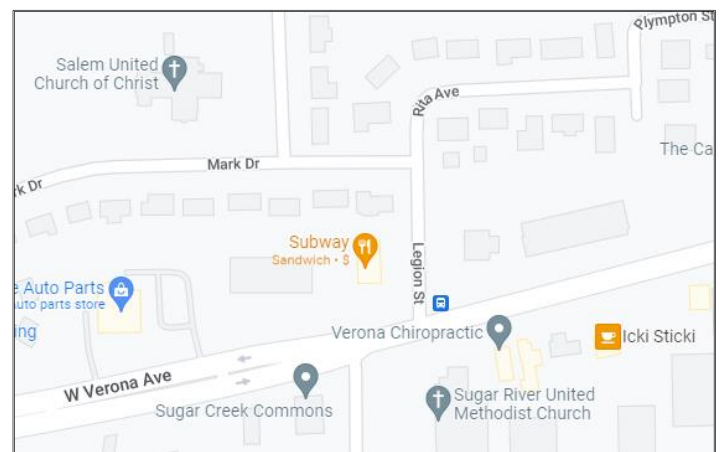 Plympton St
Salem United
Church of Christ
Rita Ave
Mark Dr
The Ca
rk Dr
Subway
Sandwich • $
Legion St
e Auto Parts
uto parts store
ing
Verona Chiropractic
Icki Sticki
W Verona Ave
Sugar Creek Commons
Sugar River United
Methodist Church